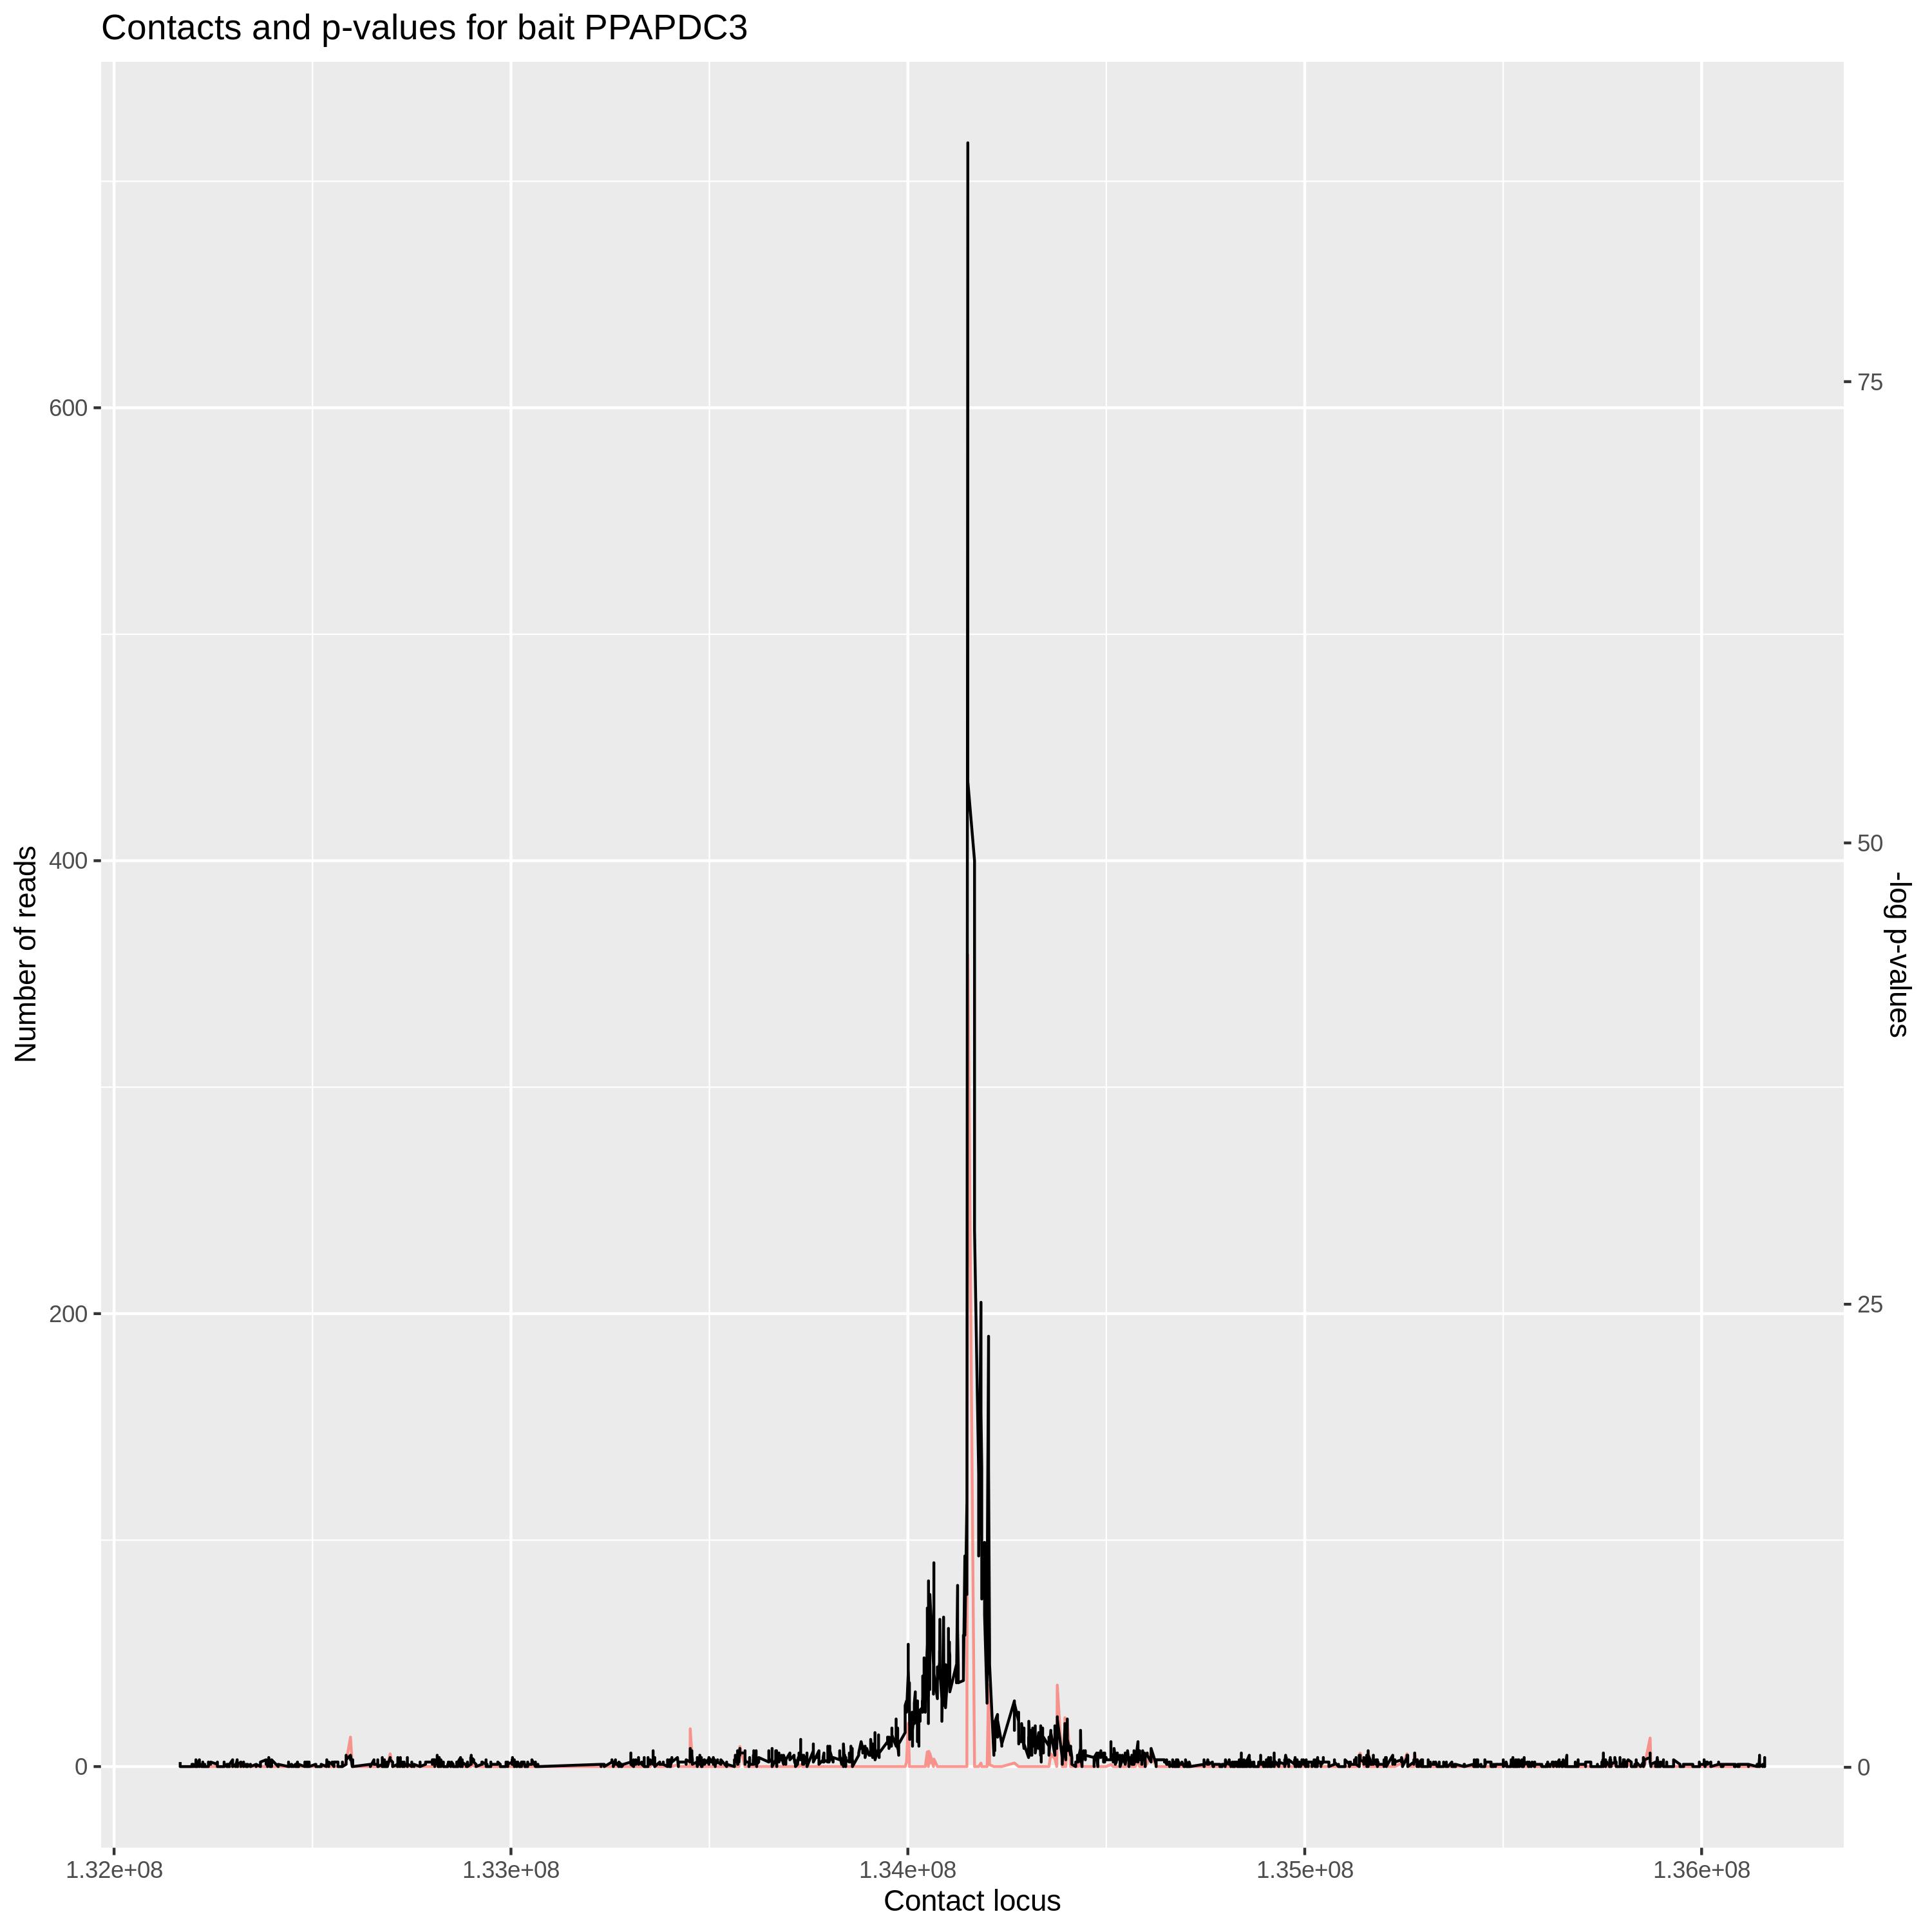 Contacts and p-values for bait PPAPDC3
Number of reads
600
400
200
0
75
50
25
0
-log p-values
1.32e+08
1.33e+08
1.34e+08
1.35e+08
1.36e+08
Contact locus